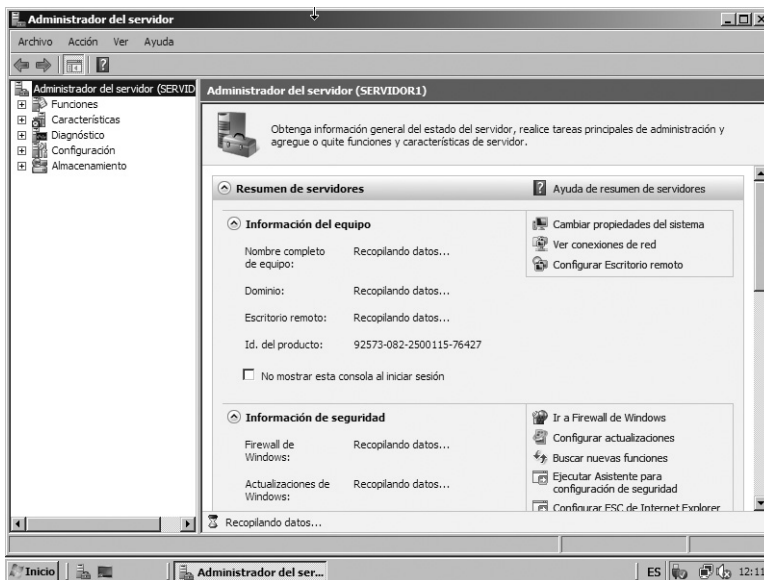 Administrador del servidor
Archivo Acción Ver Ayuda
Administrador del servidor (SERVID
Funciones
Características
Diagnóstico
Configuración
Almacenamiento
Administrador del servidor (SERVIDOR1)
Obtenga información general del estado del servidor, realice tareas principales de administración y
agregue o quite funciones y características de servidor.
Resumen de servidores
Ayuda de resumen de servidores
Información del equipo
Nombre completo
de equipo:
Recopilando datos...
Dominio:
Recopilando datos...
Escritorio remoto:
Recopilando datos...
Id. del producto:
92573-082-2500115-76427
No mostrar esta consola al iniciar sesión
Cambiar propiedades del sistema
Ver conexiones de red
Configurar Escritorio remoto
Información de seguridad
Firewall de
Windows:
Recopilando datos...
Actualizaciones de
Windows:
Recopilando datos...
Ir a Firewall de Windows
Configurar actualizaciones
Buscar nuevas funciones
Ejecutar Asistente para
configuración de seguridad
Configurar ESC de Internet Explorer
Recopilando datos...
Inicio
Administrador del ser...
ES
12:11